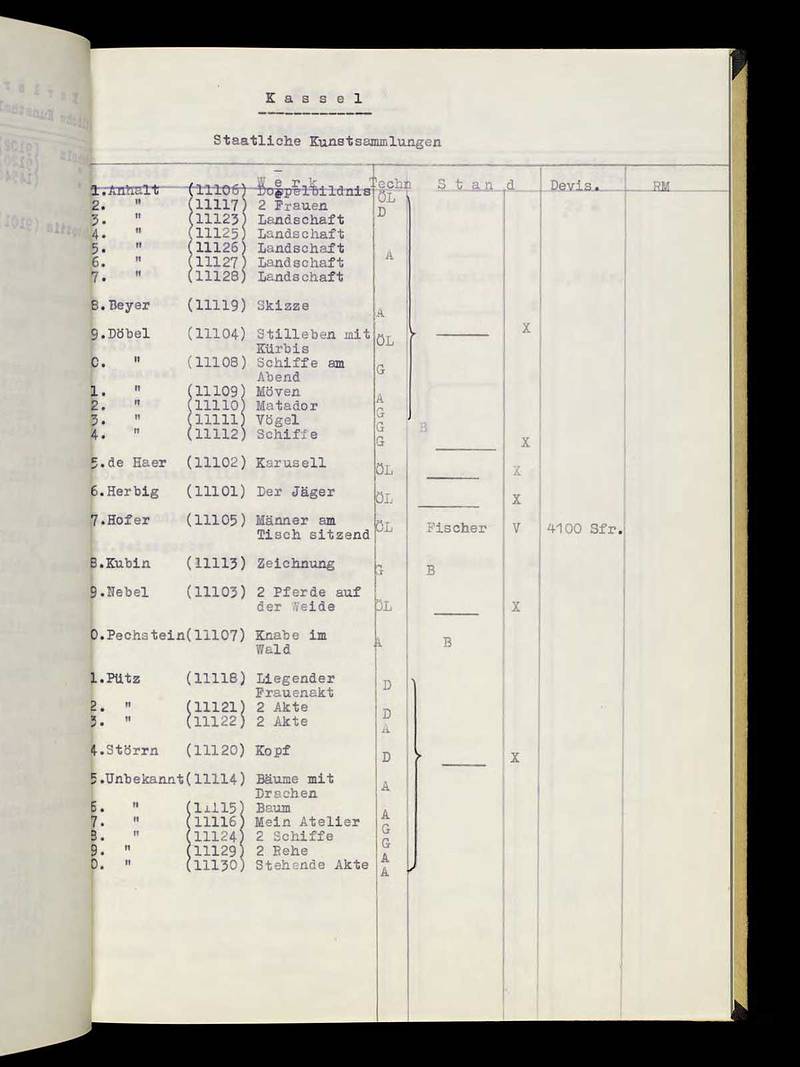 K a s s e l
Staatliche Kunstsammlungen
W e r k Techn S t a n d Devis. RM
1.Anhalt (11106) Doppelbildnis ÖL
2. " (11117) 2 Frauen D
3. " (11123) Landschaft
4. " (11125) Landschaft
5. " (11126) Landschaft
6. " (11127) Landschaft A
7. " (11128) Landschaft
8.Beyer (11119) Skizze A
X
9.Döbel (11104) Stilleben mit ÖL
Kürbis
0. " (11108) Schiffe am G
Abend
1. " (11109) Möven A
2. " (11110) Matador G
3. " (11111) Vögel G B
4. " (11112) Schiffe G X
5.de Haer (11102) Karusell ÖL X
6.Herbig (11101) Der Jäger ÖL X
7.Hofer (11105) Männer am ÖL Fischer V 4100 Sfr.
Tisch sitzend
8.Kubin (11113) Zeichnung G B
9.Nebel (11103) 2 Pferde auf
der Weide ÖL X
0.Pechstein(11107) Knabe im A B
Wald
1.Pütz (11118) Liegender D
Frauenakt
2. " (11121) 2 Akte D
3. " (11122) 2 Akte A
4.Störrn (11120) Kopf D X
5.Unbekannt(11114) Bäume mit A
Drachen
6. " (11115) Baum A
7. " (11116) Mein Atelier G
8. " (11124) 2 Schiffe G
9. " (11129) 2 Rehe A
0. " (11130) Stehende Akte A